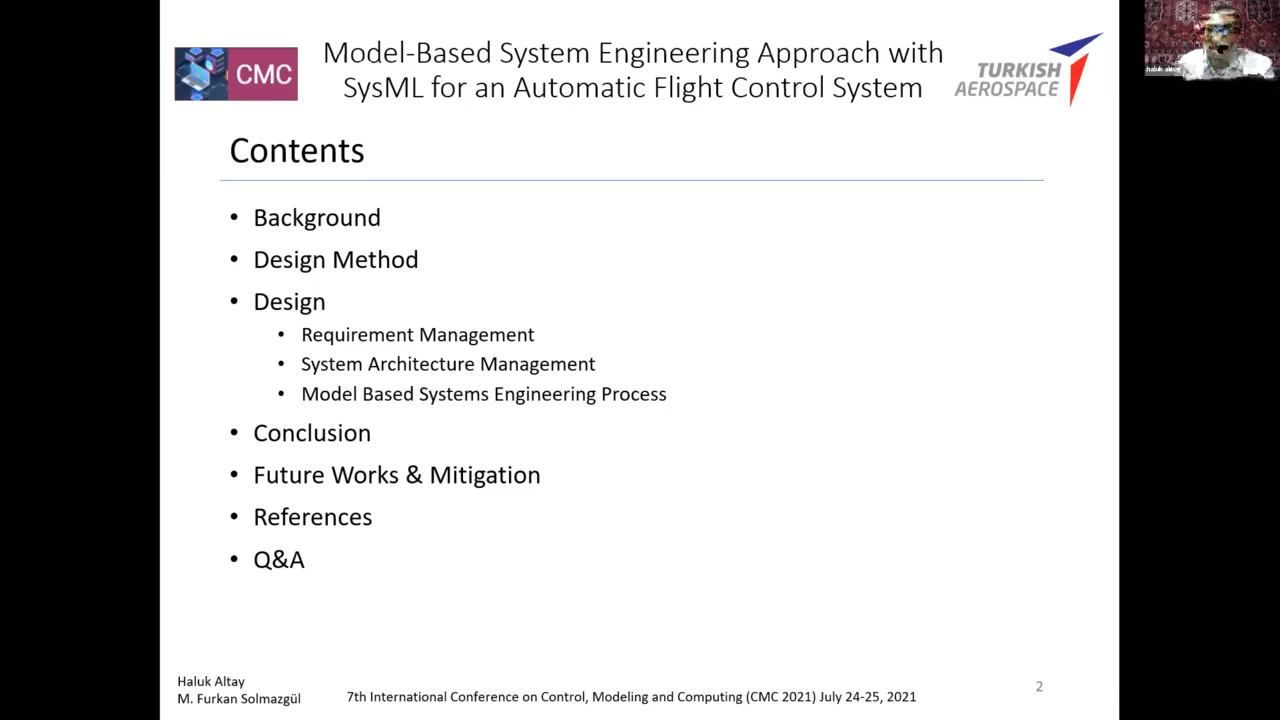 CMC
Model-Based System Engineering Approach with
SysML for an Automatic Flight Control System
TURKISH
AEROSPACE
haluk altay
Contents
• Background
• Design Method
• Design
• Requirement Management
• System Architecture Management
• Model Based Systems Engineering Process
• Conclusion
• Future Works & Mitigation
• References
• Q&A
Haluk Altay
M. Furkan Solmazgül
7th International Conference on Control, Modeling and Computing (CMC 2021) July 24-25, 2021
2